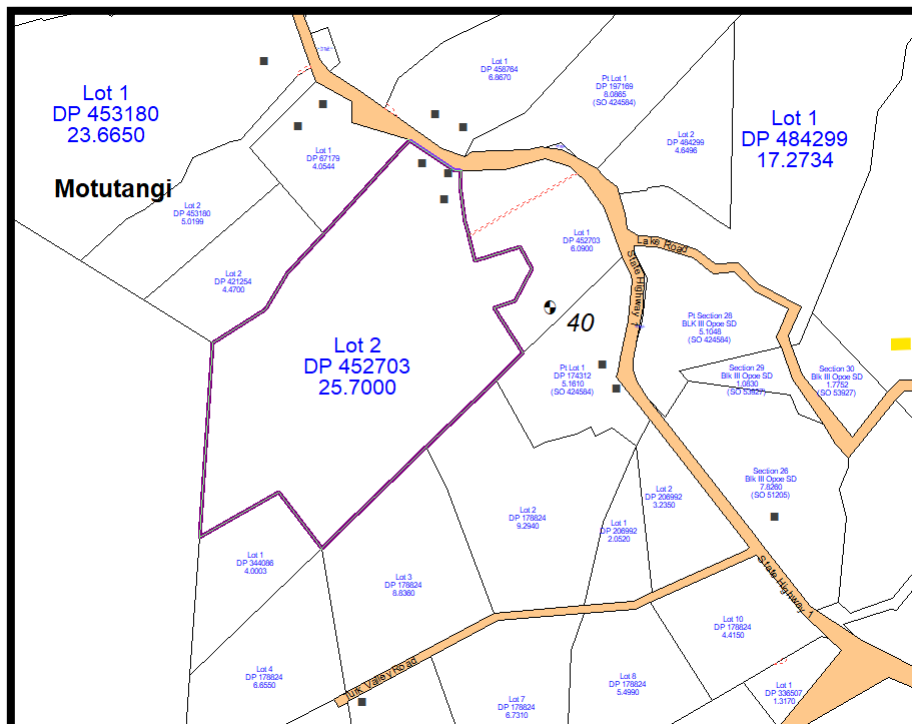 Lot 1
DP 453180
23.6650
Motutangi
Lot 1
DP 67179
4.0544
Lot 2
DP 453180
5.0199
Lot 2
DP 421254
4.4700
Lot 1
DP 458784
6.8670
Pt Lot 1
DP 197169
8.0865
(SO 424584)
Lot 2
DP 484299
4.6496
Lot 1
DP 484299
17.2734
Lot 1
DP 452703
6.0900
Lake Road
State Highway 1
40
Lot 2
DP 452703
25.7000
Pt Section 28
BLK III Opoe SD
5.1048
(SO 424584)
Pt Lot 1
DP 174312
5.1610
(SO 424584)
Section 29
Blk III Opoe SD
1.0830
(SO 53927)
Section 30
Blk III Opoe SD
1.7752
(SO 53927)
Section 26
Blk III Opoe SD
7.8260
(SO 51205)
Lot 2
DP 206992
3.2350
Lot 1
DP 206992
2.0520
Lot 2
DP 178824
9.2940
Lot 1
DP 344086
4.0003
Lot 3
DP 178824
8.8380
State Highway 1
Lot 10
DP 178824
4.4150
Lot 4
DP 178824
6.6550
Turk Valley Road
Lot 8
DP 178824
5.4990
Lot 7
DP 178824
6.7310
Lot 1
DP 336507
1.3170